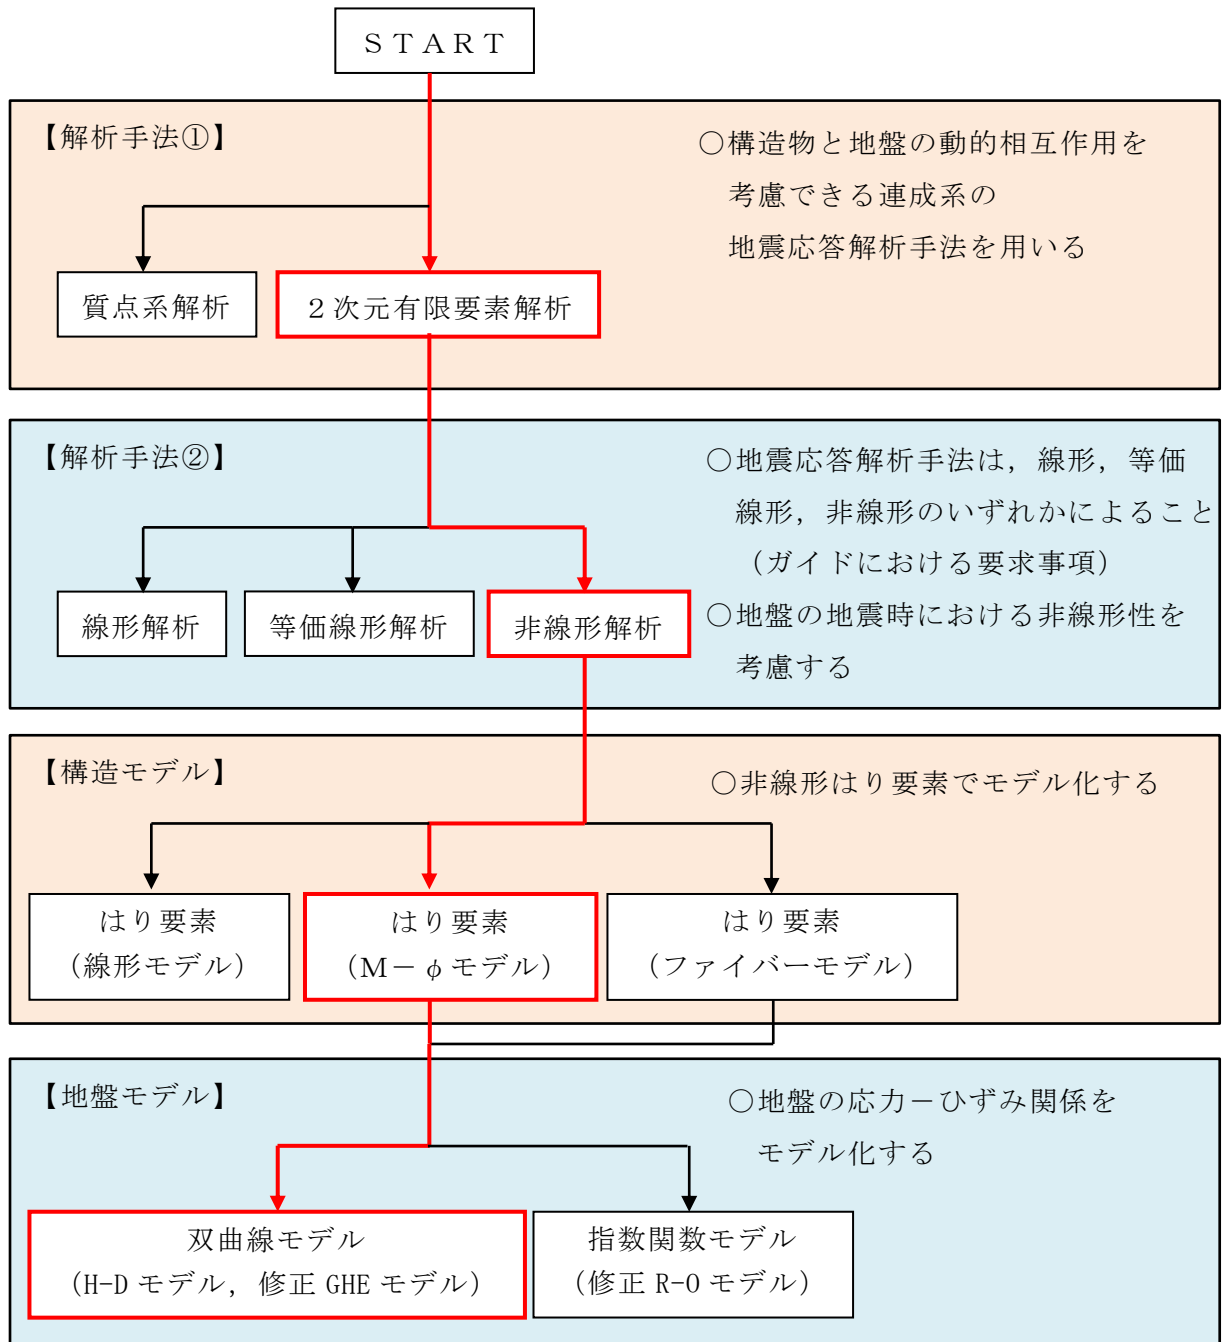 ＳＴＡＲＴ
【解析手法①】
○構造物と地盤の動的相互作用を
考慮できる連成系の
地震応答解析手法を用いる
質点系解析
２次元有限要素解析
【解析手法②】
○地震応答解析手法は，線形，等価
線形，非線形のいずれかによること
（ガイドにおける要求事項）
○地盤の地震時における非線形性を
考慮する
線形解析
等価線形解析
非線形解析
【構造モデル】
○非線形はり要素でモデル化する
はり要素
（線形モデル）
はり要素
（Ｍ－φモデル）
はり要素
（ファイバーモデル）
【地盤モデル】
○地盤の応力－ひずみ関係を
モデル化する
双曲線モデル
（H-D モデル，修正 GHE モデル）
指数関数モデル
（修正 R-O モデル）